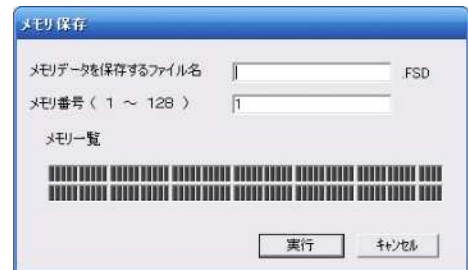 メモリ保存
メモリデータを保存するファイル名 .FSD
メモリ番号 ( 1 ～ 128 ) 1
メモリ一覧
実行 キャンセル